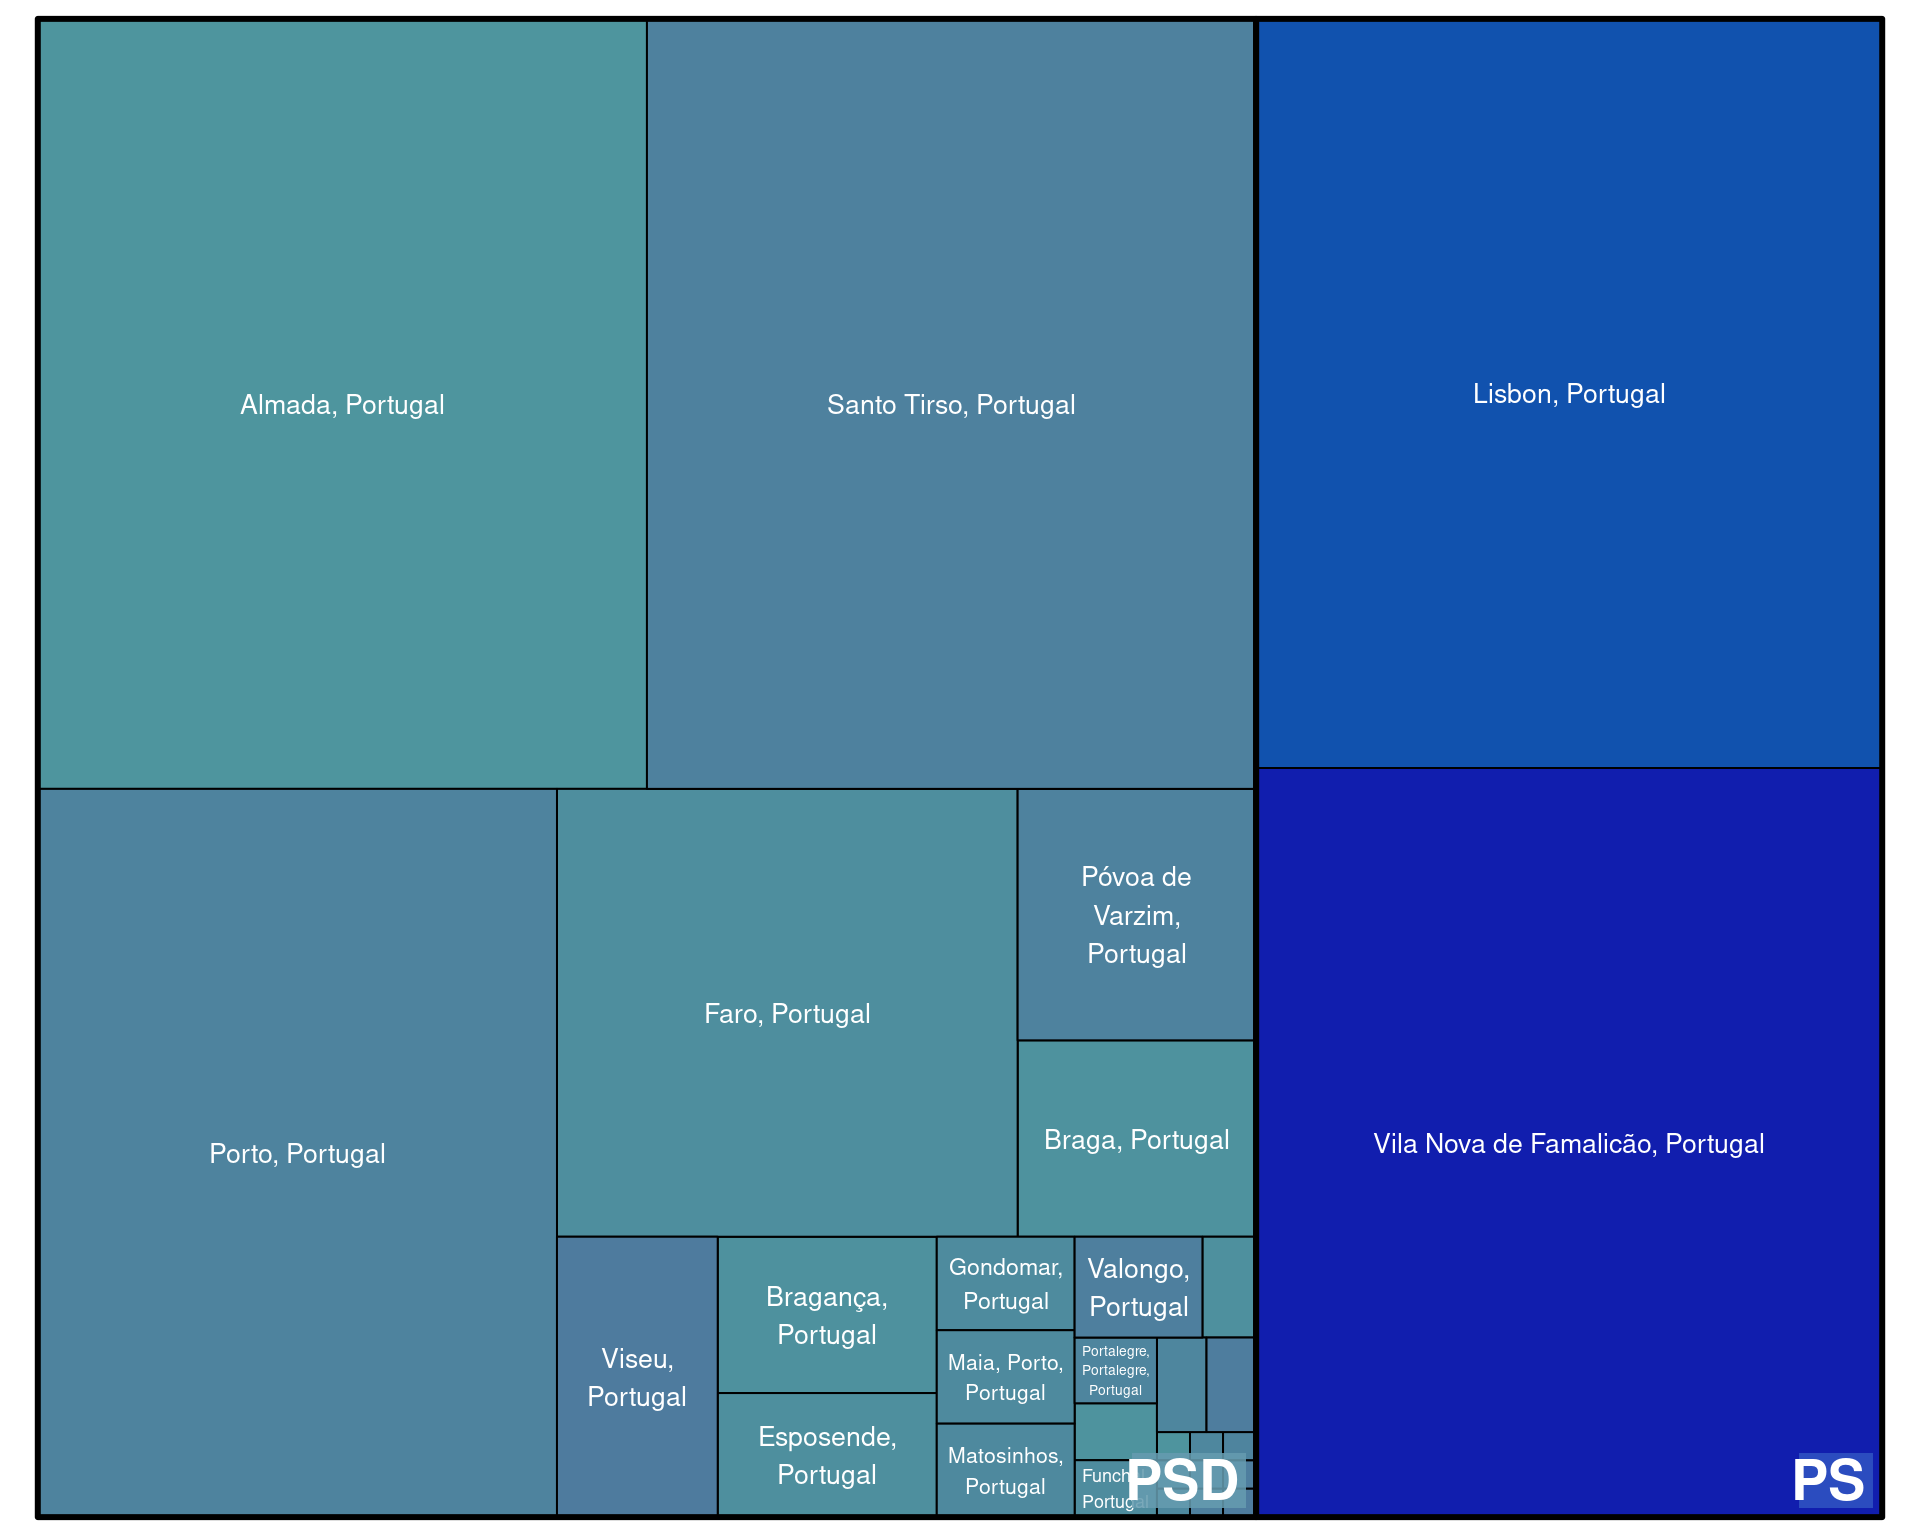 Almada, Portugal
Santo Tirso, Portugal
Lisbon, Portugal
Porto, Portugal
Faro, Portugal
Póvoa de
Varzim,
Portugal
Braga, Portugal
Vila Nova de Famalicão, Portugal
Viseu,
Portugal
Bragança,
Portugal
Esposende,
Portugal
Gondomar,
Portugal
Maia, Porto,
Portugal
Matosinhos,
Portugal
Valongo,
Portugal
Portalegre,
Portalegre,
Portugal
Portugal
PSD
PS